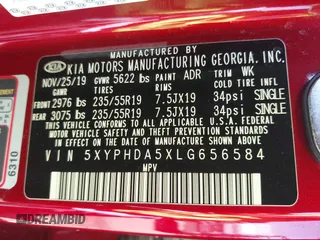 MANUFACTURED BY
KIA KIA MOTORS MANUFACTURING GEORGIA, INC.
NOV/25/19 GVWR 5622 lbs PAINT ADR TRIM WK
GAWR TIRES RIMS COLD TIRE INFL
FRONT 2976 lbs 235/55R19 7.5JX19 34psi SINGLE
REAR 3075 lbs 235/55R19 7.5JX19 34psi SINGLE
THIS VEHICLE CONFORMS TO ALL APPLICABLE U.S.A. FEDERAL
MOTOR VEHICLE SAFETY STANDARDS IN EFFECT ON THE DATE
OF MANUFACTURE SHOWN ABOVE.
VIN 5XYPHDA5XLG656584
MPV
6310
DREAMBID